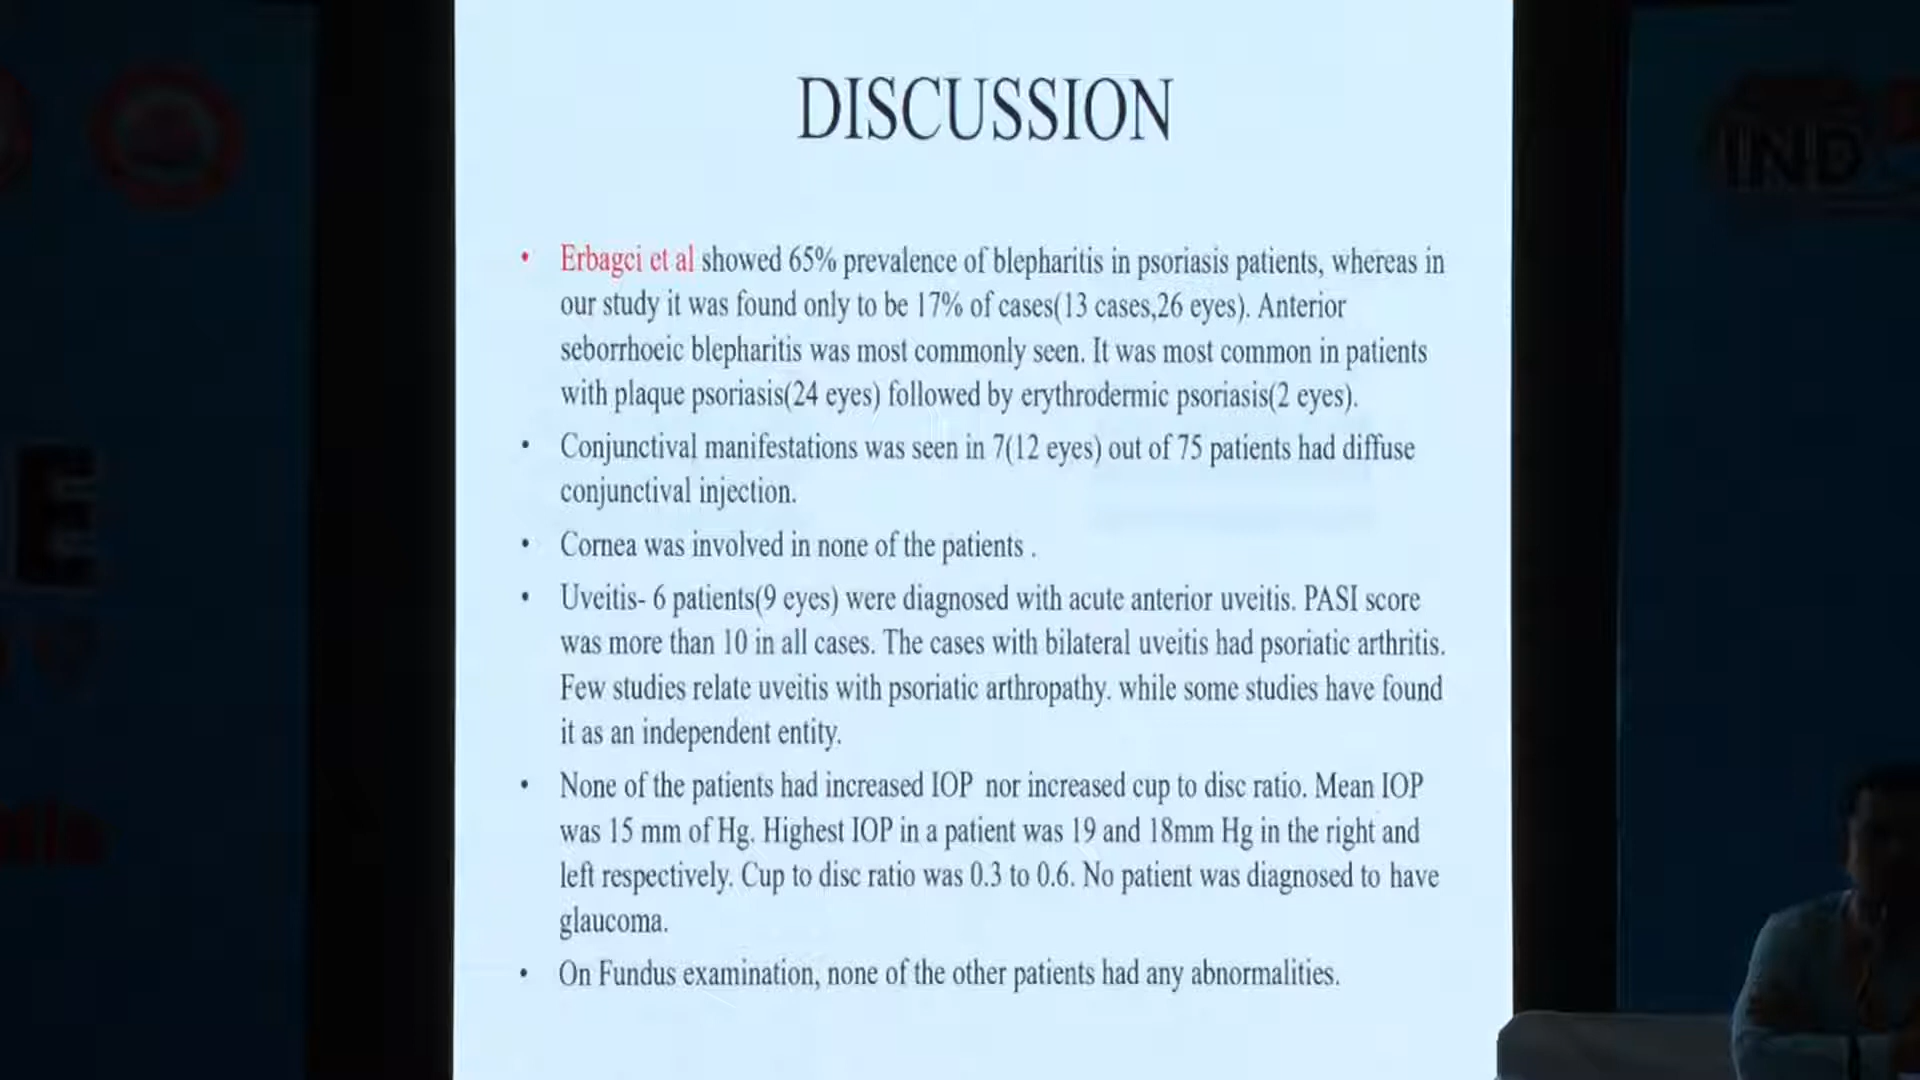 DISCUSSION
• Erbagci et al showed 65% prevalence of blepharitis in psoriasis patients, whereas in
our study it was found only to be 17% of cases(13 cases,26 eyes). Anterior
seborrhoeic blepharitis was most commonly seen. It was most common in patients
with plaque psoriasis(24 eyes) followed by erythrodermic psoriasis(2 eyes).
• Conjunctival manifestations was seen in 7(12 eyes) out of 75 patients had diffuse
conjunctival injection.
• Cornea was involved in none of the patients .
• Uveitis- 6 patients(9 eyes) were diagnosed with acute anterior uveitis. PASI score
was more than 10 in all cases. The cases with bilateral uveitis had psoriatic arthritis.
Few studies relate uveitis with psoriatic arthropathy. while some studies have found
it as an independent entity.
• None of the patients had increased IOP nor increased cup to disc ratio. Mean IOP
was 15 mm of Hg. Highest IOP in a patient was 19 and 18mm Hg in the right and
left respectively. Cup to disc ratio was 0.3 to 0.6. No patient was diagnosed to have
glaucoma.
• On Fundus examination, none of the other patients had any abnormalities.
IND
E